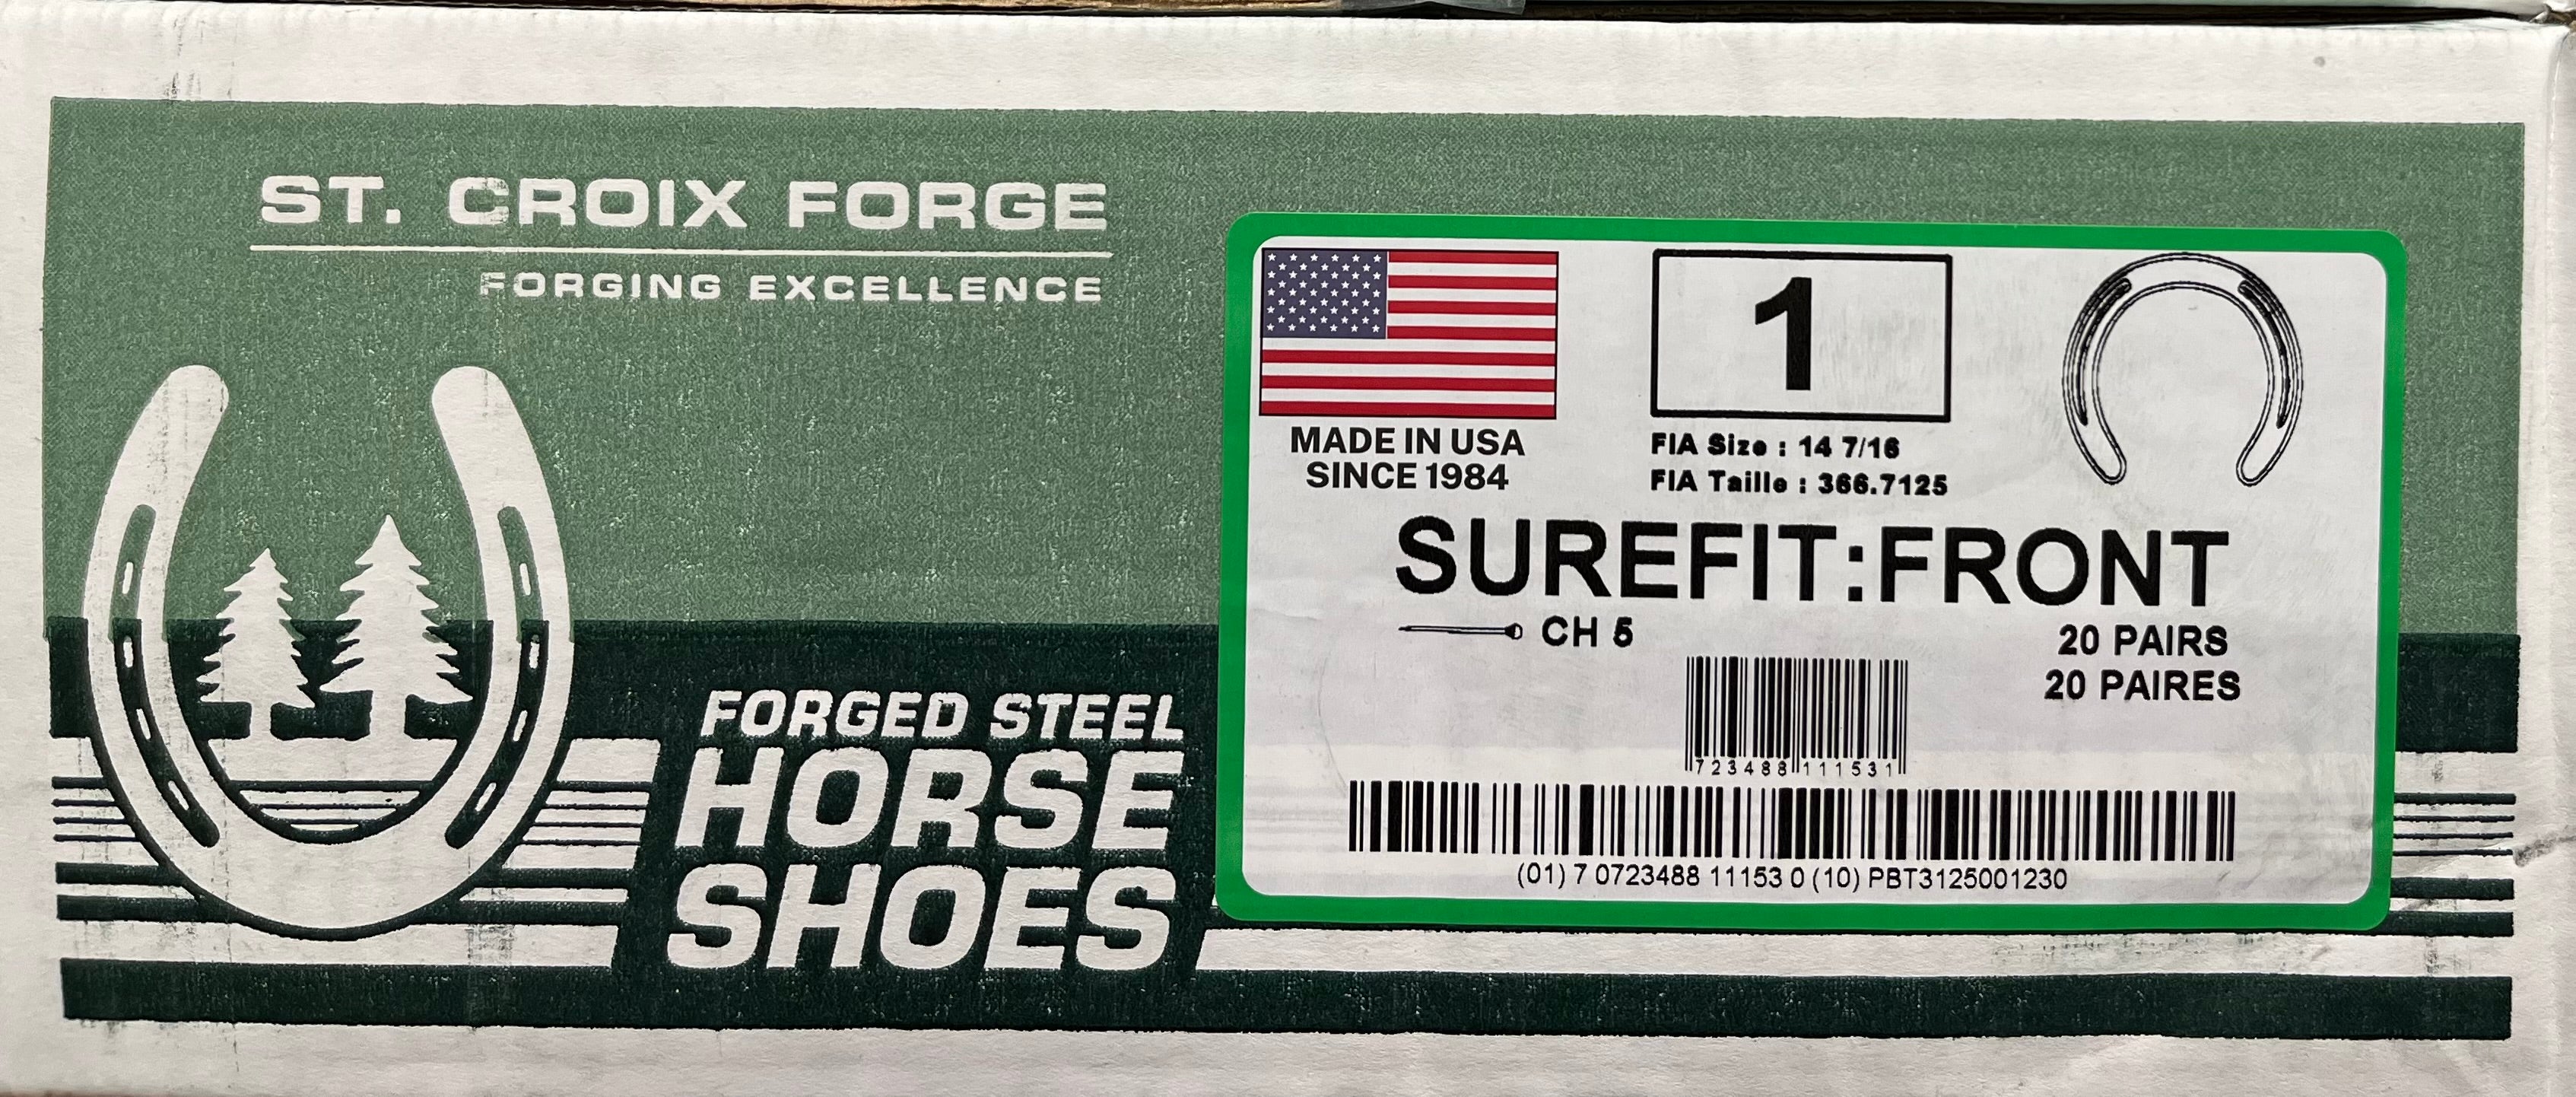 ST. CROIX FORGE
FORGING EXCELLENCE
FORGED STEEL
HORSE
SHOES
MADE IN USA
SINCE 1984
1
FIA Size : 14 7/16
FIA Taille : 366.7125
SUREFIT:FRONT
CH 5
20 PAIRS
20 PAIRES
723488111531
(01) 7 0723488 11153 0 (10) PBT3125001230